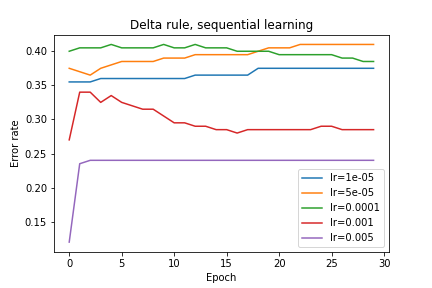 Delta rule, sequential learning
Error rate
0.40
0.35
0.30
0.25
0.20
0.15
lr=1e-05
lr=5e-05
lr=0.0001
lr=0.001
lr=0.005
0 5 10 15 20 25 30
Epoch